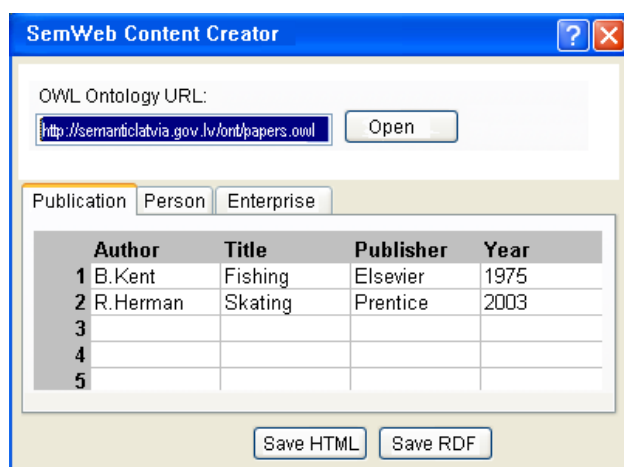 SemWeb Content Creator ?
OWL Ontology URL:
http://semanticlatvia.gov.lv/ont/papers.owl Open
Publication Person Enterprise
Author Title Publisher Year
1 B.Kent Fishing Elsevier 1975
2 R.Herman Skating Prentice 2003
3
4
5
Save HTML Save RDF